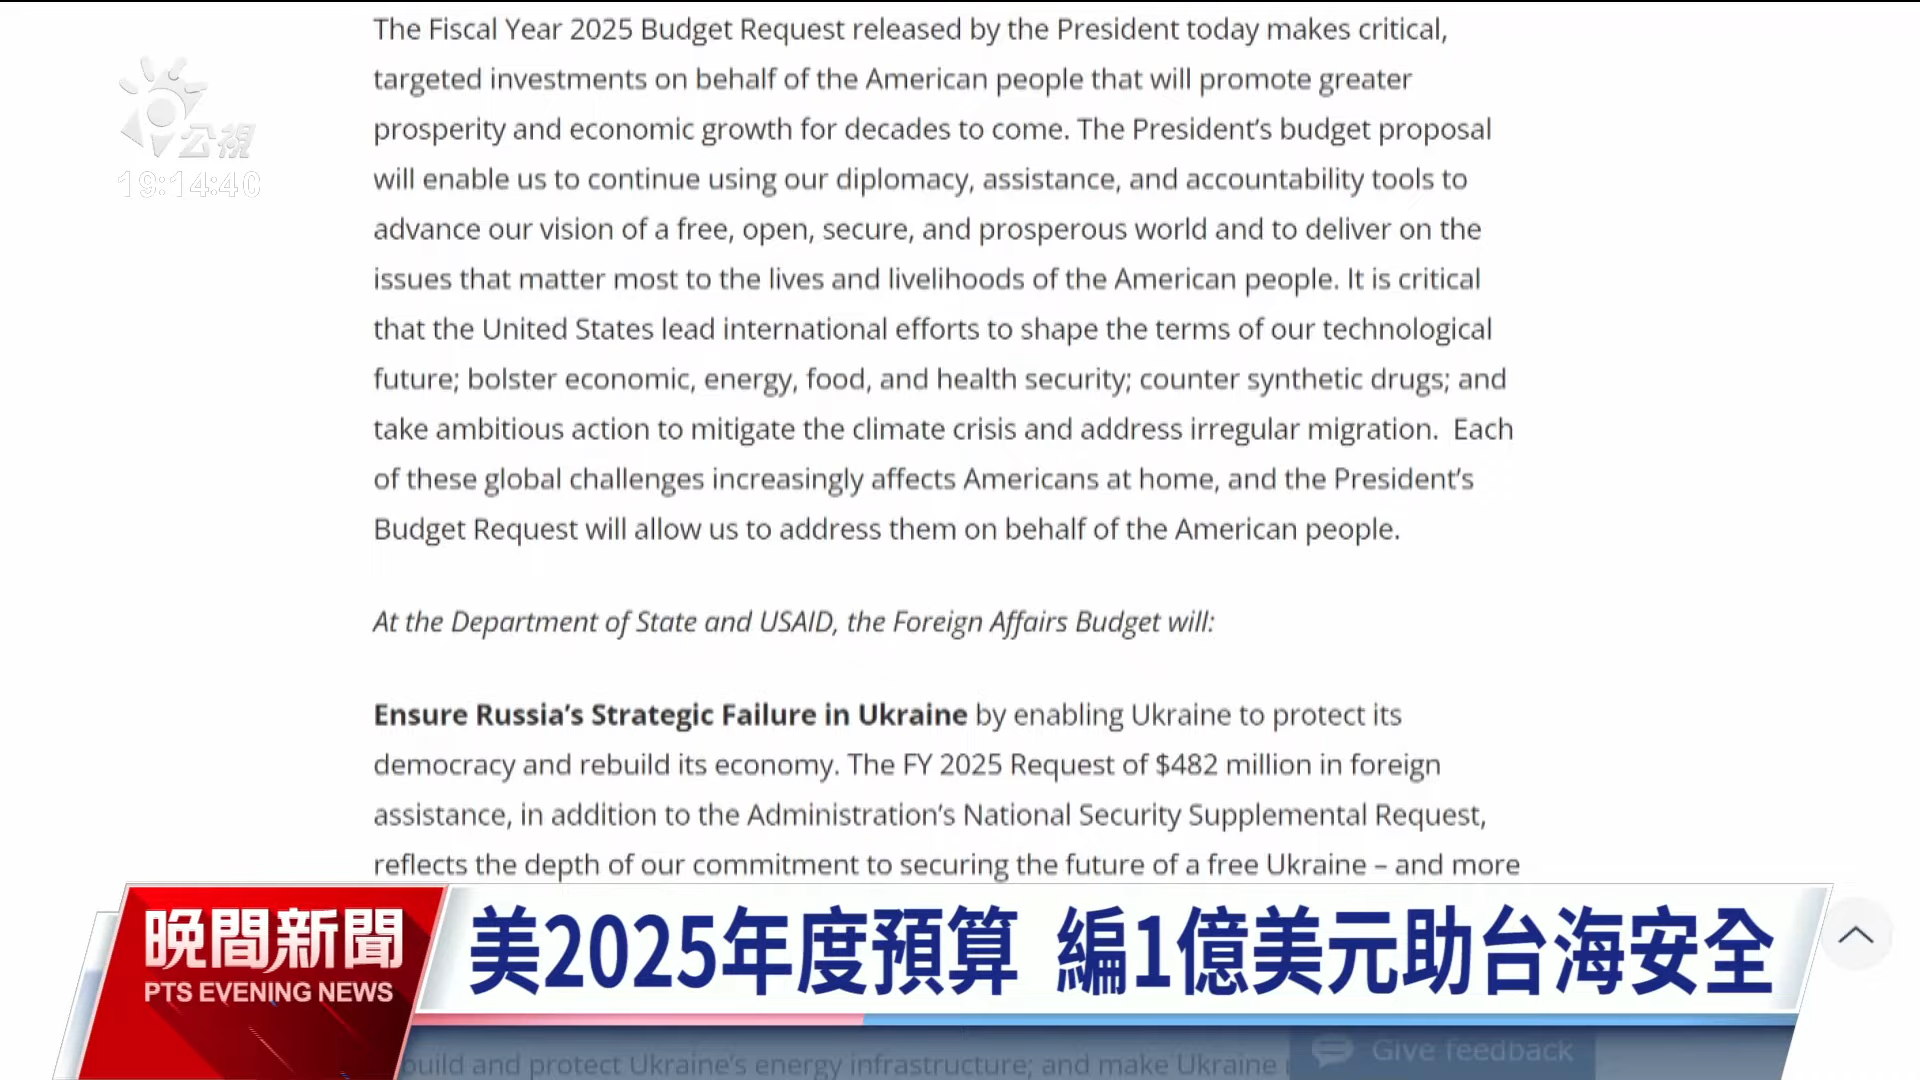 The Fiscal Year 2025 Budget Request released by the President today makes critical,
targeted investments on behalf of the American people that will promote greater
prosperity and economic growth for decades to come. The President's budget proposal
will enable us to continue using our diplomacy, assistance, and accountability tools to
advance our vision of a free, open, secure, and prosperous world and to deliver on the
issues that matter most to the lives and livelihoods of the American people. It is critical
that the United States lead international efforts to shape the terms of our technological
future; bolster economic, energy, food, and health security; counter synthetic drugs; and
take ambitious action to mitigate the climate crisis and address irregular migration.  Each
of these global challenges increasingly affects Americans at home, and the President's
Budget Request will allow us to address them on behalf of the American people.
公視
19:14:40
At the Department of State and USAID, the Foreign Affairs Budget will:
Ensure Russia's Strategic Failure in Ukraine by enabling Ukraine to protect its
democracy and rebuild its economy. The FY 2025 Request of $482 million in foreign
assistance, in addition to the Administration's National Security Supplemental Request,
reflects the depth of our commitment to securing the future of a free Ukraine – and more
晚間新聞
PTS EVENING NEWS
美2025年度預算 編1億美元助台海安全
build and protect Ukraine's energy infrastructure; and make Ukraine
Give feedback